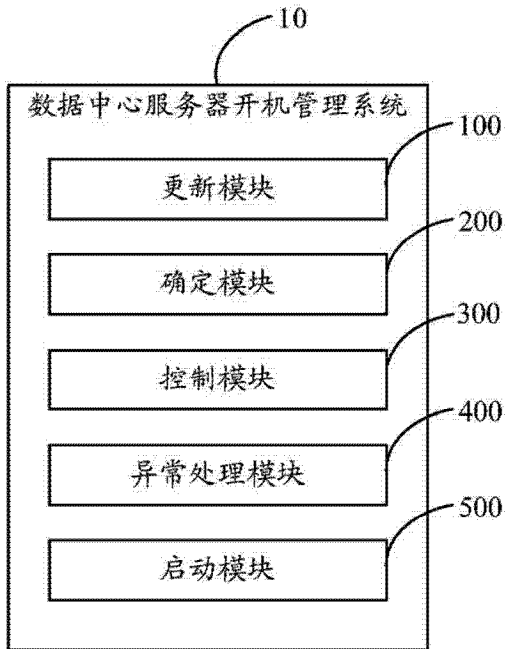 10
数据中心服务器开机管理系统
100
更新模块
200
确定模块
300
控制模块
400
异常处理模块
500
启动模块